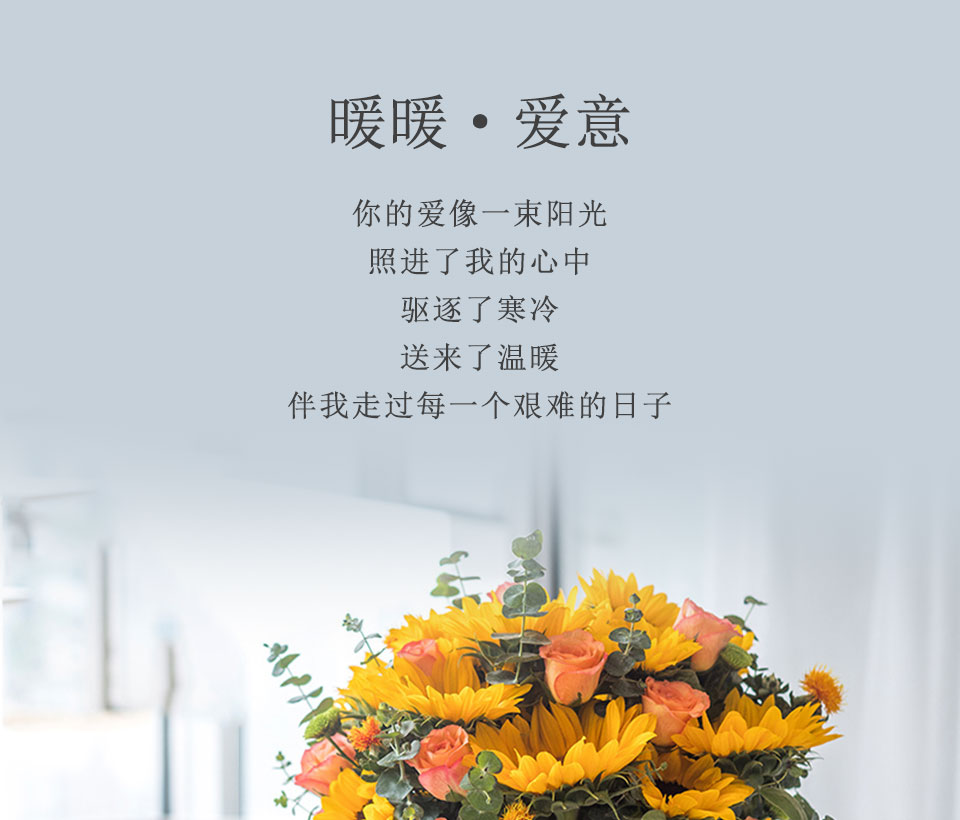 暖暖·爱意
你的爱像一束阳光
照进了我的心中
驱逐了寒冷
送来了温暖
伴我走过每一个艰难的日子